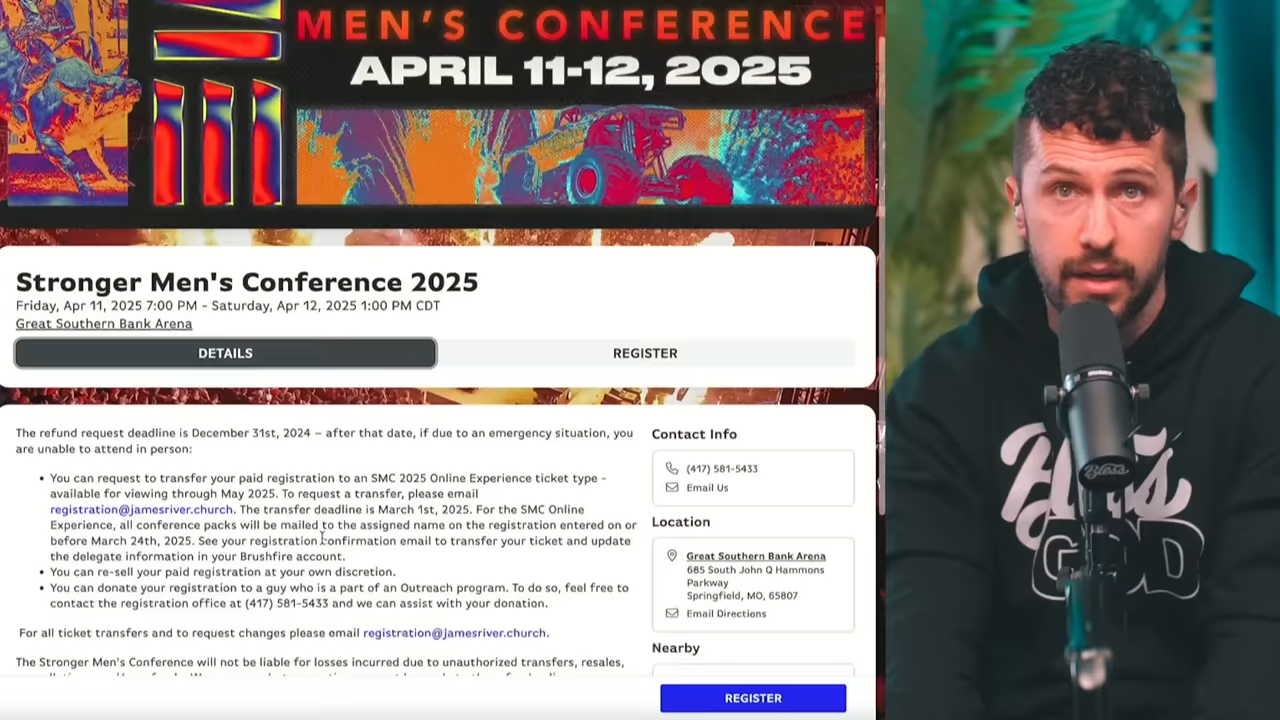 MEN'S CONFERENCE
APRIL 11-12, 2025
Stronger Men's Conference 2025
Friday, Apr 11, 2025 7:00 PM - Saturday, Apr 12, 2025 1:00 PM CDT
Great Southern Bank Arena
DETAILS
REGISTER
The refund request deadline is December 31st, 2024 – after that date, if due to an emergency situation, you
are unable to attend in person:
• You can request to transfer your paid registration to an SMC 2025 Online Experience ticket type -
available for viewing through May 2025. To request a transfer, please email
registration@jamesriver.church. The transfer deadline is March 1st, 2025. For the SMC Online
Experience, all conference packs will be mailed to the assigned name on the registration entered on or
before March 24th, 2025. See your registration confirmation email to transfer your ticket and update
the delegate information in your Brushfire account.
• You can re-sell your paid registration at your own discretion.
• You can donate your registration to a guy who is a part of an Outreach program. To do so, feel free to
contact the registration office at (417) 581-5433 and we can assist with your donation.
For all ticket transfers and to request changes please email registration@jamesriver.church.
The Stronger Men's Conference will not be liable for losses incurred due to unauthorized transfers, resales,
Contact Info
(417) 581-5433
Email Us
Location
Great Southern Bank Arena
685 South John Q Hammons
Parkway
Springfield, MO, 65807
Email Directions
Nearby
REGISTER
Bless
Bless
GOD